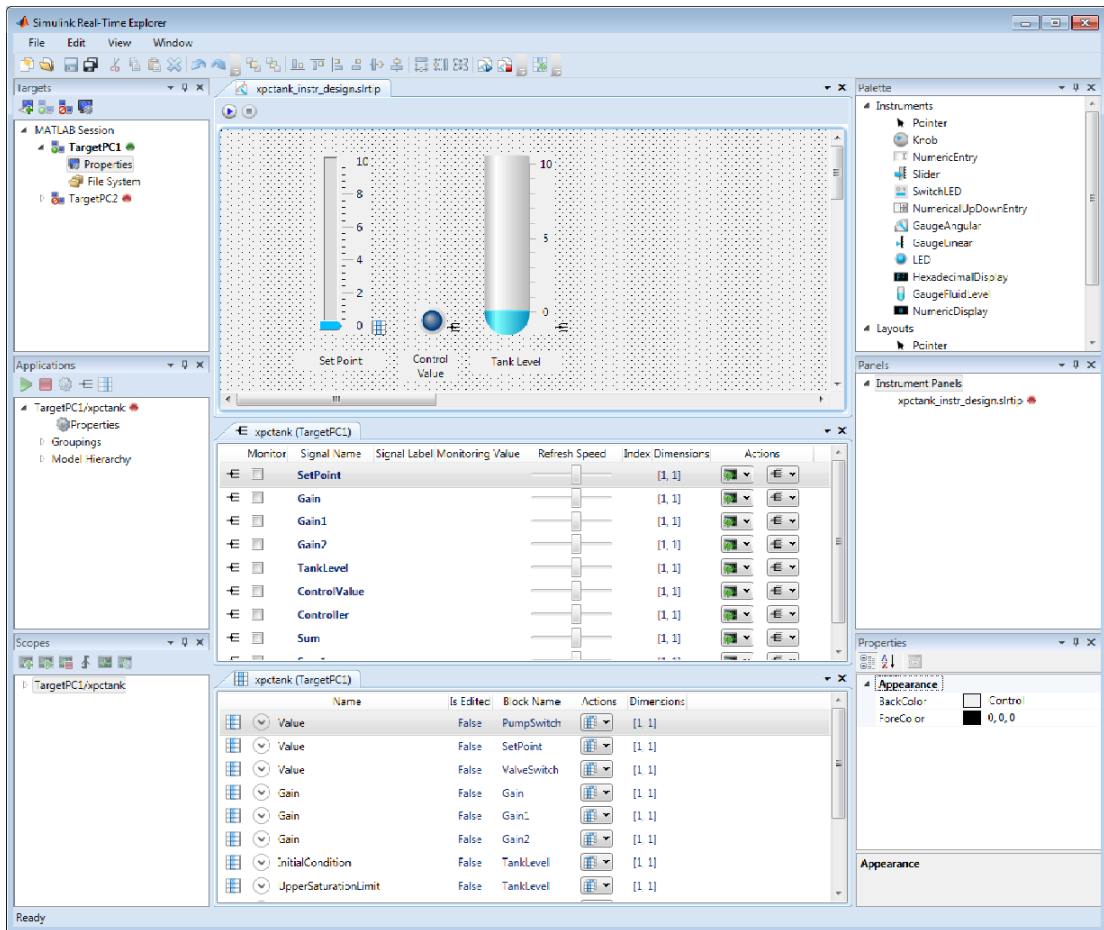 Simulink Real-Time Explorer
File Edit View Window
Targets
MATLAB Session
TargetPC1
Properties
File System
TargetPC2
Applications
TargetPC1/xpctank
Properties
Groupings
Model Hierarchy
Scopes
TargetPC1/xpctank
xpctank_instr_design.slrtip
10
8
6
4
2
0
Set Point
Control
Value
10
5
0
Tank Level
xpctank (TargetPC1)
Monitor Signal Name Signal Label Monitoring Value Refresh Speed Index Dimensions Actions
SetPoint [1, 1]
Gain [1, 1]
Gain1 [1, 1]
Gain2 [1, 1]
TankLevel [1, 1]
ControlValue [1, 1]
Controller [1, 1]
Sum [1, 1]
xpctank (TargetPC1)
Name Is Edited Block Name Actions Dimensions
Value False PumpSwitch [1, 1]
Value False SetPoint [1, 1]
Value False ValveSwitch [1, 1]
Gain False Gain [1, 1]
Gain False Gain1 [1, 1]
Gain False Gain2 [1, 1]
InitialCondition False TankLevel [1, 1]
UpperSaturationLimit False TankLevel [1, 1]
Palette
Instruments
Pointer
Knob
NumericEntry
Slider
SwitchLED
NumericalUpDownEntry
GaugeAngular
GaugeLinear
LED
HexadecimalDisplay
GaugeFluidLevel
NumericDisplay
Layouts
Pointer
Panels
Instrument Panels
xpctank_instr_design.slrtip
Properties
Appearance
BackColor Control
ForeColor 0, 0, 0
Appearance
Ready